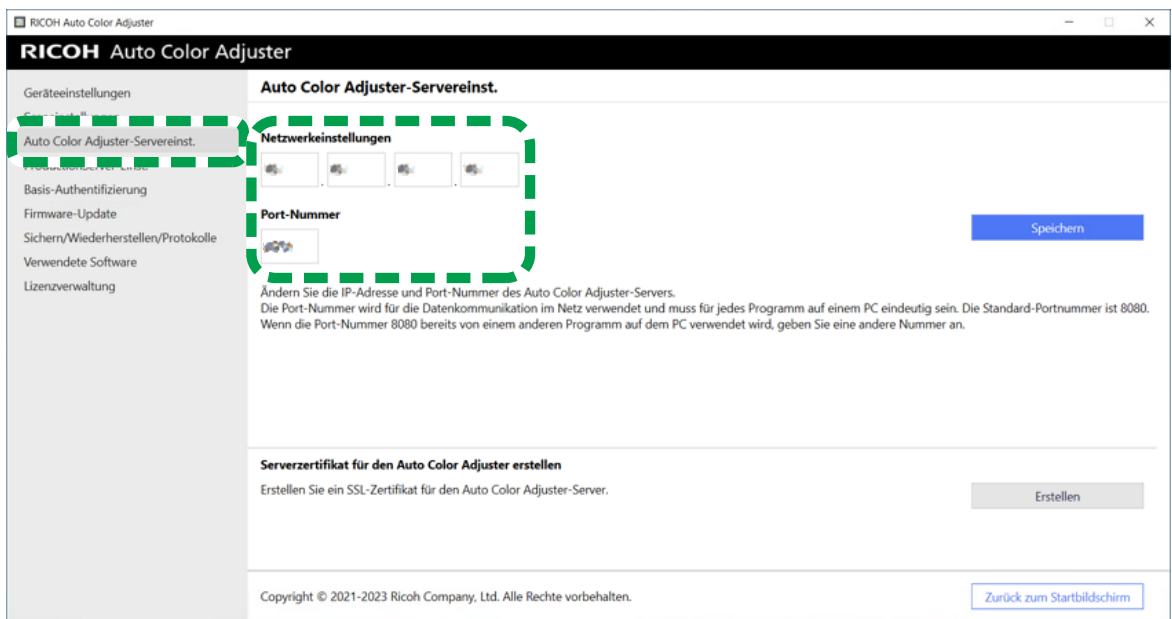 RICOH Auto Color Adjuster
RICOH Auto Color Adjuster
Geräteeinstellungen
Auto Color Adjuster-Servereinst.
Basis-Authentifizierung
Firmware-Update
Sichern/Wiederherstellen/Protokolle
Verwendete Software
Lizenzverwaltung
Auto Color Adjuster-Servereinst.
Netzwerkeinstellungen
. . .
Port-Nummer
Speichern
Ändern Sie die IP-Adresse und Port-Nummer des Auto Color Adjuster-Servers.
Die Port-Nummer wird für die Datenkommunikation im Netz verwendet und muss für jedes Programm auf einem PC eindeutig sein. Die Standard-Portnummer ist 8080.
Wenn die Port-Nummer 8080 bereits von einem anderen Programm auf dem PC verwendet wird, geben Sie eine andere Nummer an.
Serverzertifikat für den Auto Color Adjuster erstellen
Erstellen Sie ein SSL-Zertifikat für den Auto Color Adjuster-Server.
Erstellen
Copyright © 2021-2023 Ricoh Company, Ltd. Alle Rechte vorbehalten.
Zurück zum Startbildschirm